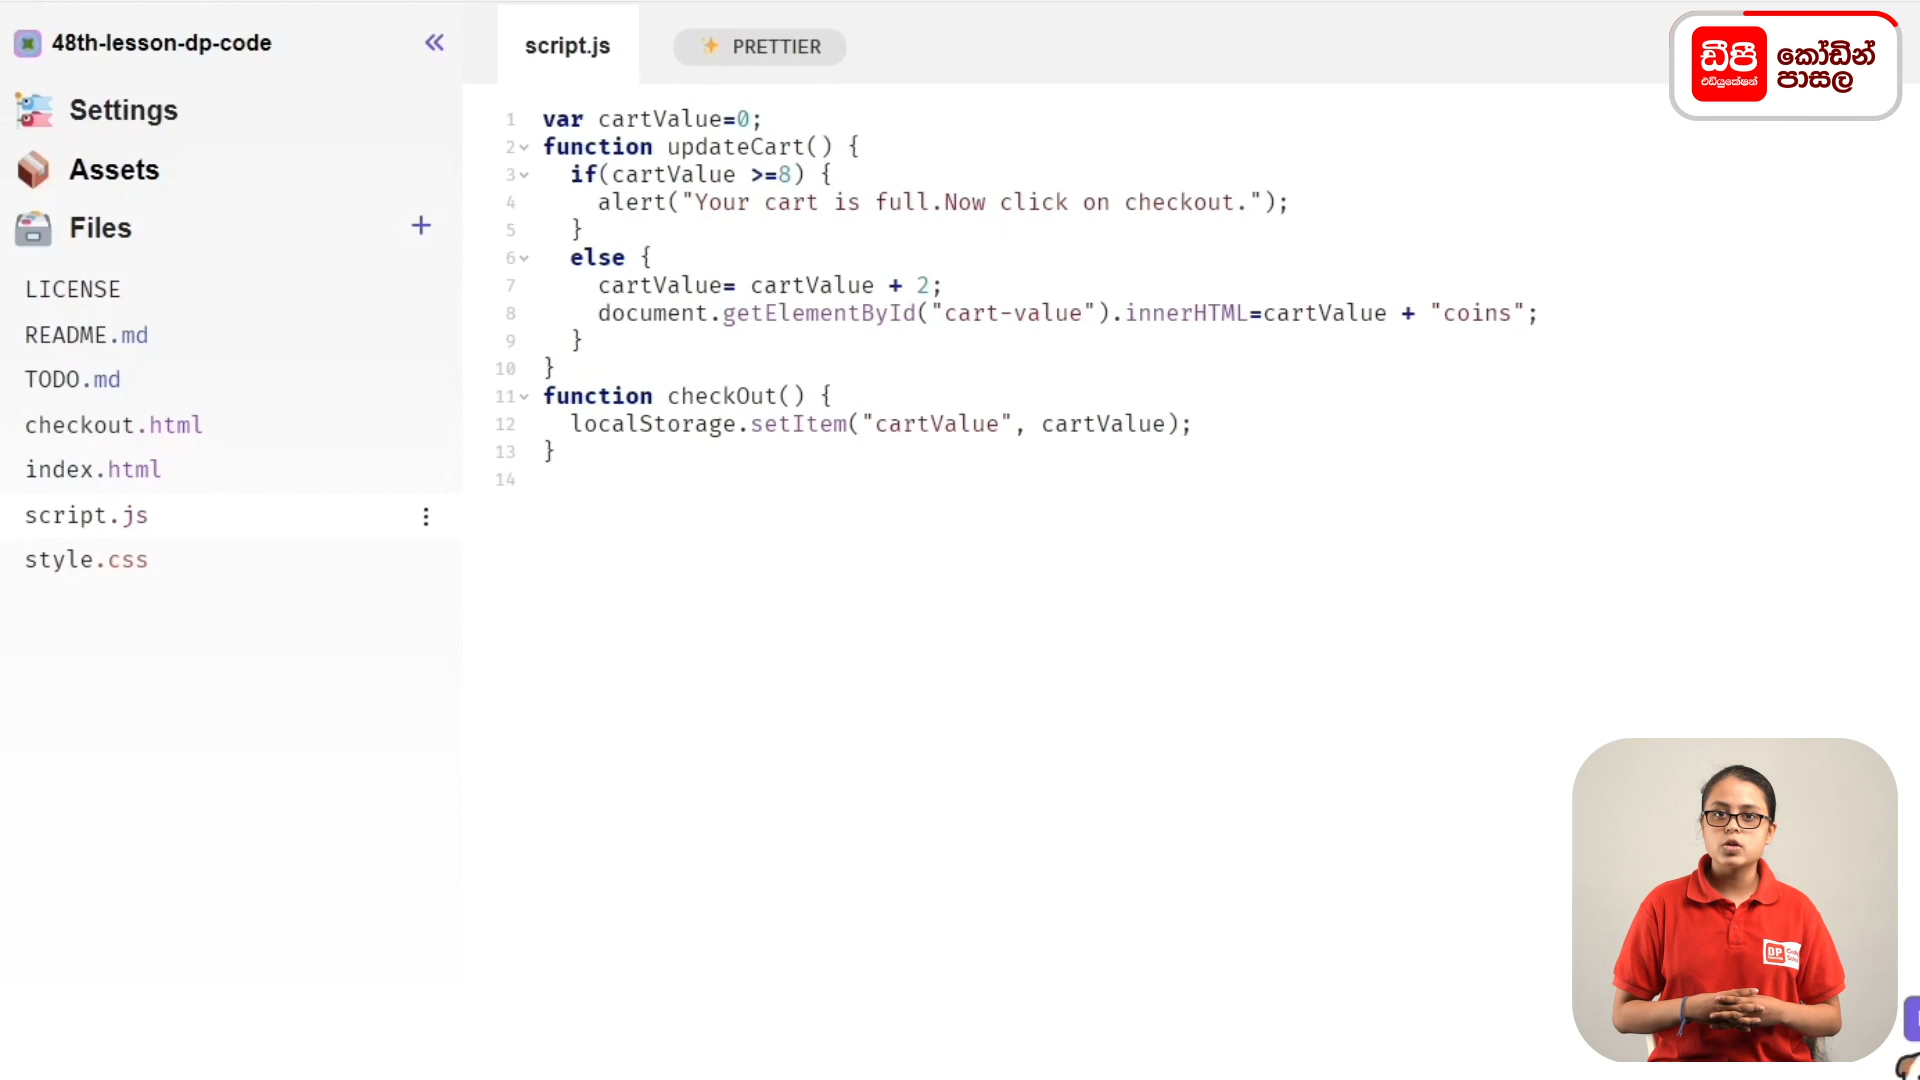 48th-lesson-dp-code
Settings
Assets
Files
LICENSE
README.md
TODO.md
checkout.html
index.html
script.js
style.css
script.js
PRETTIER
1 var cartValue=0;
2 function updateCart() {
3 if(cartValue >=8) {
4 alert("Your cart is full.Now click on checkout.");
5 }
6 else {
7 cartValue= cartValue + 2;
8 document.getElementById("cart-value").innerHTML=cartValue + "coins";
9 }
10 }
11 function checkOut() {
12 localStorage.setItem("cartValue", cartValue);
13 }
14
ඩීපී
එඩියුකේෂන්
කෝඩින්
පාසල
DP